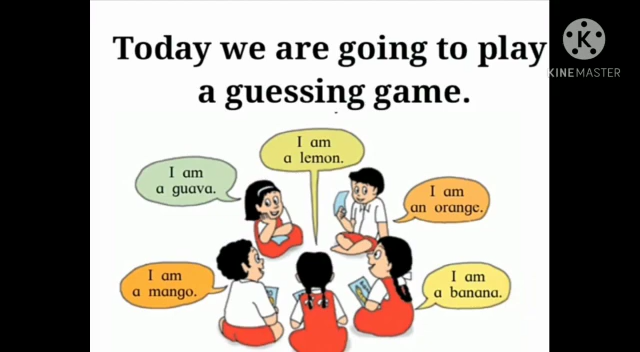 Today we are going to play
a guessing game.
K
KINEMASTER
I am
a lemon.
I am
a guava.
I am
an orange.
I am
a mango.
I am
a banana.